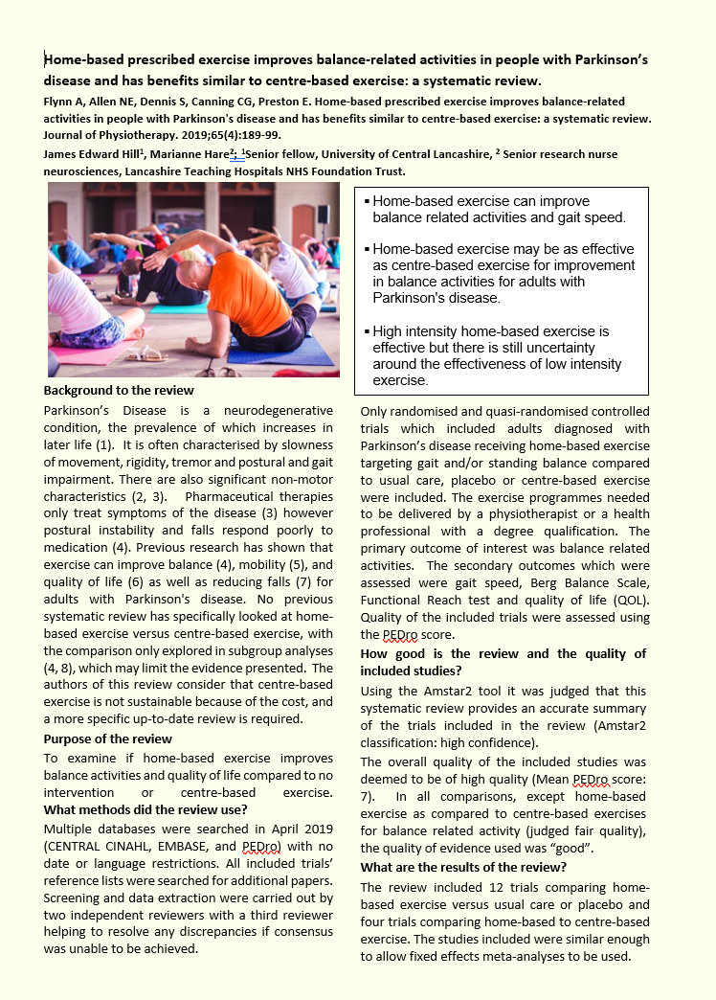 Home-based prescribed exercise improves balance-related activities in people with Parkinson’s
disease and has benefits similar to centre-based exercise: a systematic review.
Flynn A, Allen NE, Dennis S, Canning CG, Preston E. Home-based prescribed exercise improves balance-related
activities in people with Parkinson's disease and has benefits similar to centre-based exercise: a systematic review.
Journal of Physiotherapy. 2019;65(4):189-99.
James Edward Hill¹, Marianne Hare²; ¹Senior fellow, University of Central Lancashire, ² Senior research nurse
neurosciences, Lancashire Teaching Hospitals NHS Foundation Trust.
▪ Home-based exercise can improve
balance related activities and gait speed.
▪ Home-based exercise may be as effective
as centre-based exercise for improvement
in balance activities for adults with
Parkinson's disease.
▪ High intensity home-based exercise is
effective but there is still uncertainty
around the effectiveness of low intensity
exercise.
Background to the review
Parkinson’s Disease is a neurodegenerative
condition, the prevalence of which increases in
later life (1). It is often characterised by slowness
of movement, rigidity, tremor and postural and gait
impairment. There are also significant non-motor
characteristics (2, 3). Pharmaceutical therapies
only treat symptoms of the disease (3) however
postural instability and falls respond poorly to
medication (4). Previous research has shown that
exercise can improve balance (4), mobility (5), and
quality of life (6) as well as reducing falls (7) for
adults with Parkinson's disease. No previous
systematic review has specifically looked at home-
based exercise versus centre-based exercise, with
the comparison only explored in subgroup analyses
(4, 8), which may limit the evidence presented. The
authors of this review consider that centre-based
exercise is not sustainable because of the cost, and
a more specific up-to-date review is required.
Purpose of the review
To examine if home-based exercise improves
balance activities and quality of life compared to no
intervention or centre-based exercise.
What methods did the review use?
Multiple databases were searched in April 2019
(CENTRAL CINAHL, EMBASE, and PEDro) with no
date or language restrictions. All included trials’
reference lists were searched for additional papers.
Screening and data extraction were carried out by
two independent reviewers with a third reviewer
helping to resolve any discrepancies if consensus
was unable to be achieved.
Only randomised and quasi-randomised controlled
trials which included adults diagnosed with
Parkinson’s disease receiving home-based exercise
targeting gait and/or standing balance compared
to usual care, placebo or centre-based exercise
were included. The exercise programmes needed
to be delivered by a physiotherapist or a health
professional with a degree qualification. The
primary outcome of interest was balance related
activities. The secondary outcomes which were
assessed were gait speed, Berg Balance Scale,
Functional Reach test and quality of life (QOL).
Quality of the included trials were assessed using
the PEDro score.
How good is the review and the quality of
included studies?
Using the Amstar2 tool it was judged that this
systematic review provides an accurate summary
of the trials included in the review (Amstar2
classification: high confidence).
The overall quality of the included studies was
deemed to be of high quality (Mean PEDro score:
7). In all comparisons, except home-based
exercise as compared to centre-based exercises
for balance related activity (judged fair quality),
the quality of evidence used was “good”.
What are the results of the review?
The review included 12 trials comparing home-
based exercise versus usual care or placebo and
four trials comparing home-based to centre-based
exercise. The studies included were similar enough
to allow fixed effects meta-analyses to be used.